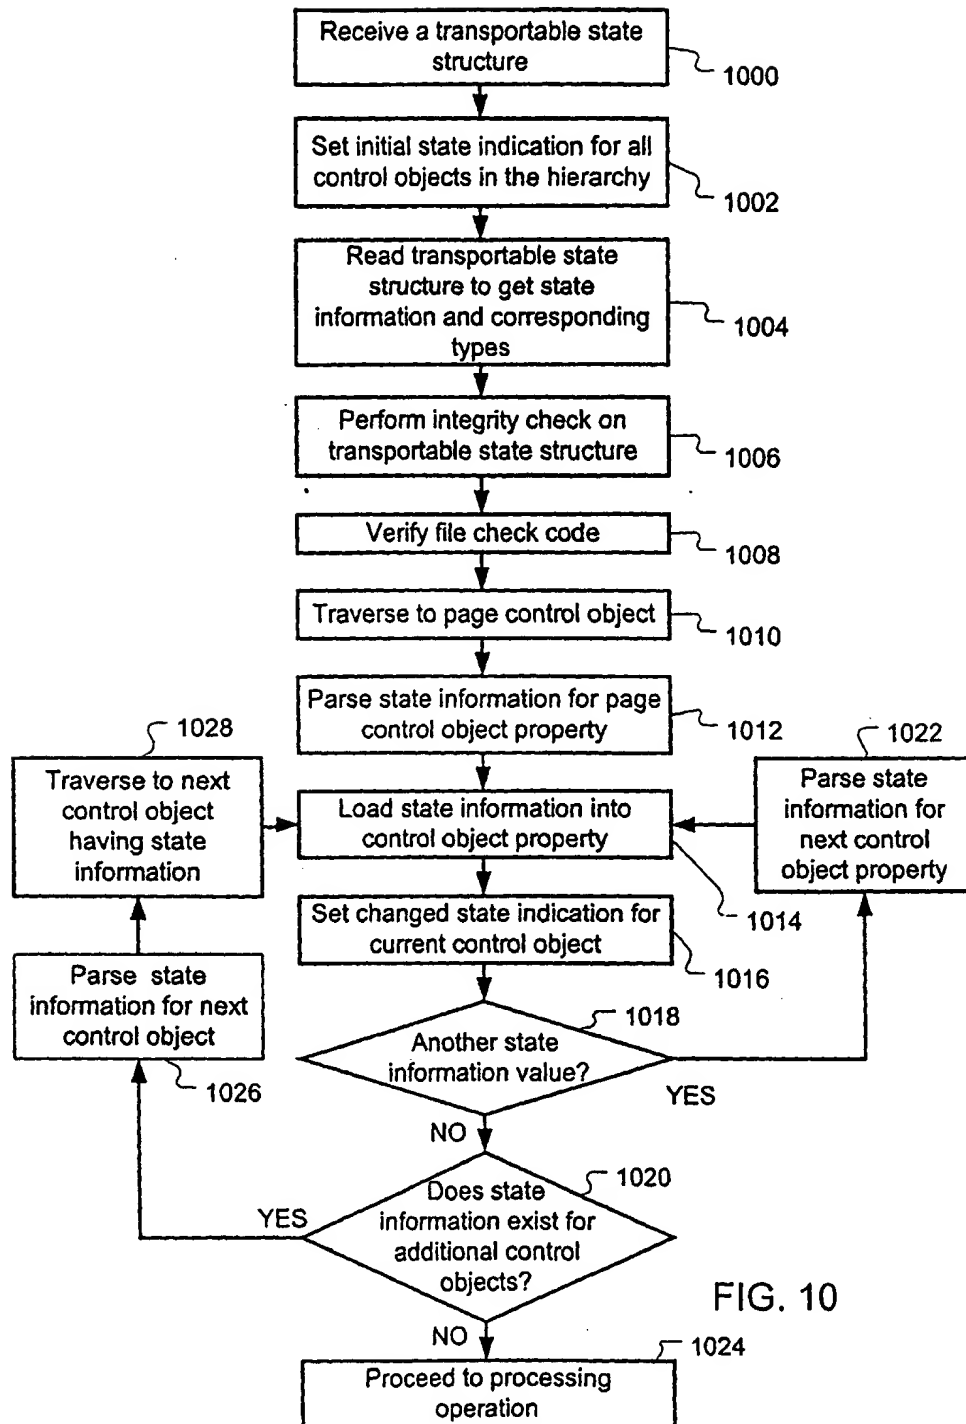 Receive a transportable state
structure
1000
Set initial state indication for all
control objects in the hierarchy
1002
Read transportable state
structure to get state
information and corresponding
types
1004
Perform integrity check on
transportable state structure
1006
Verify file check code
1008
Traverse to page control object
1010
Parse state information for page
control object property
1012
1028
Traverse to next
control object
having state
information
Load state information into
control object property
1014
1022
Parse state
information for
next control
object property
Set changed state indication for
current control object
1016
Parse state
information for next
control object
1026
1018
Another state
information value?
YES
NO
1020
Does state
information exist for
additional control
objects?
YES
NO
FIG. 10
1024
Proceed to processing
operation